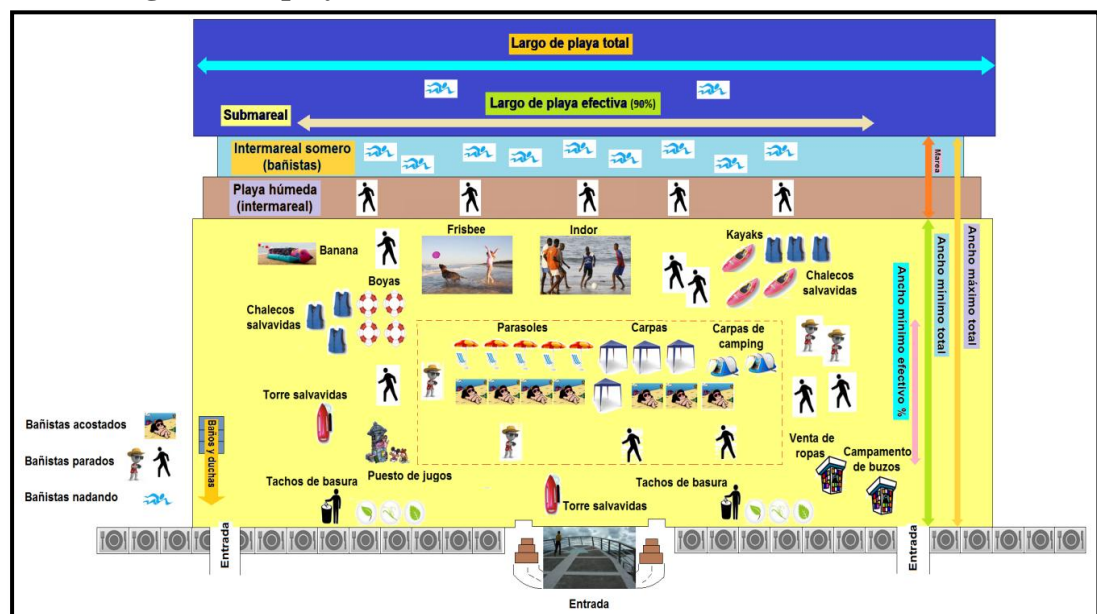 Largo de playa total
Largo de playa efectiva (90%)
Submareal
Intermareal somero
(bañistas)
Marea
Playa húmeda
(intermareal)
Frisbee
Indor
Kayaks
Banana
Boyas
Chalecos
salvavidas
Chalecos
salvavidas
Ancho mínimo efectivo %
Ancho mínimo total
Ancho máximo total
Parasoles
Carpas
Carpas de
camping
Torre salvavidas
Bañistas acostados
Baños y duchas
Bañistas parados
Venta de
ropas
Campamento
de buzos
Puesto de jugos
Bañistas nadando
Tachos de basura
Torre salvavidas
Tachos de basura
Entrada
Entrada
Entrada